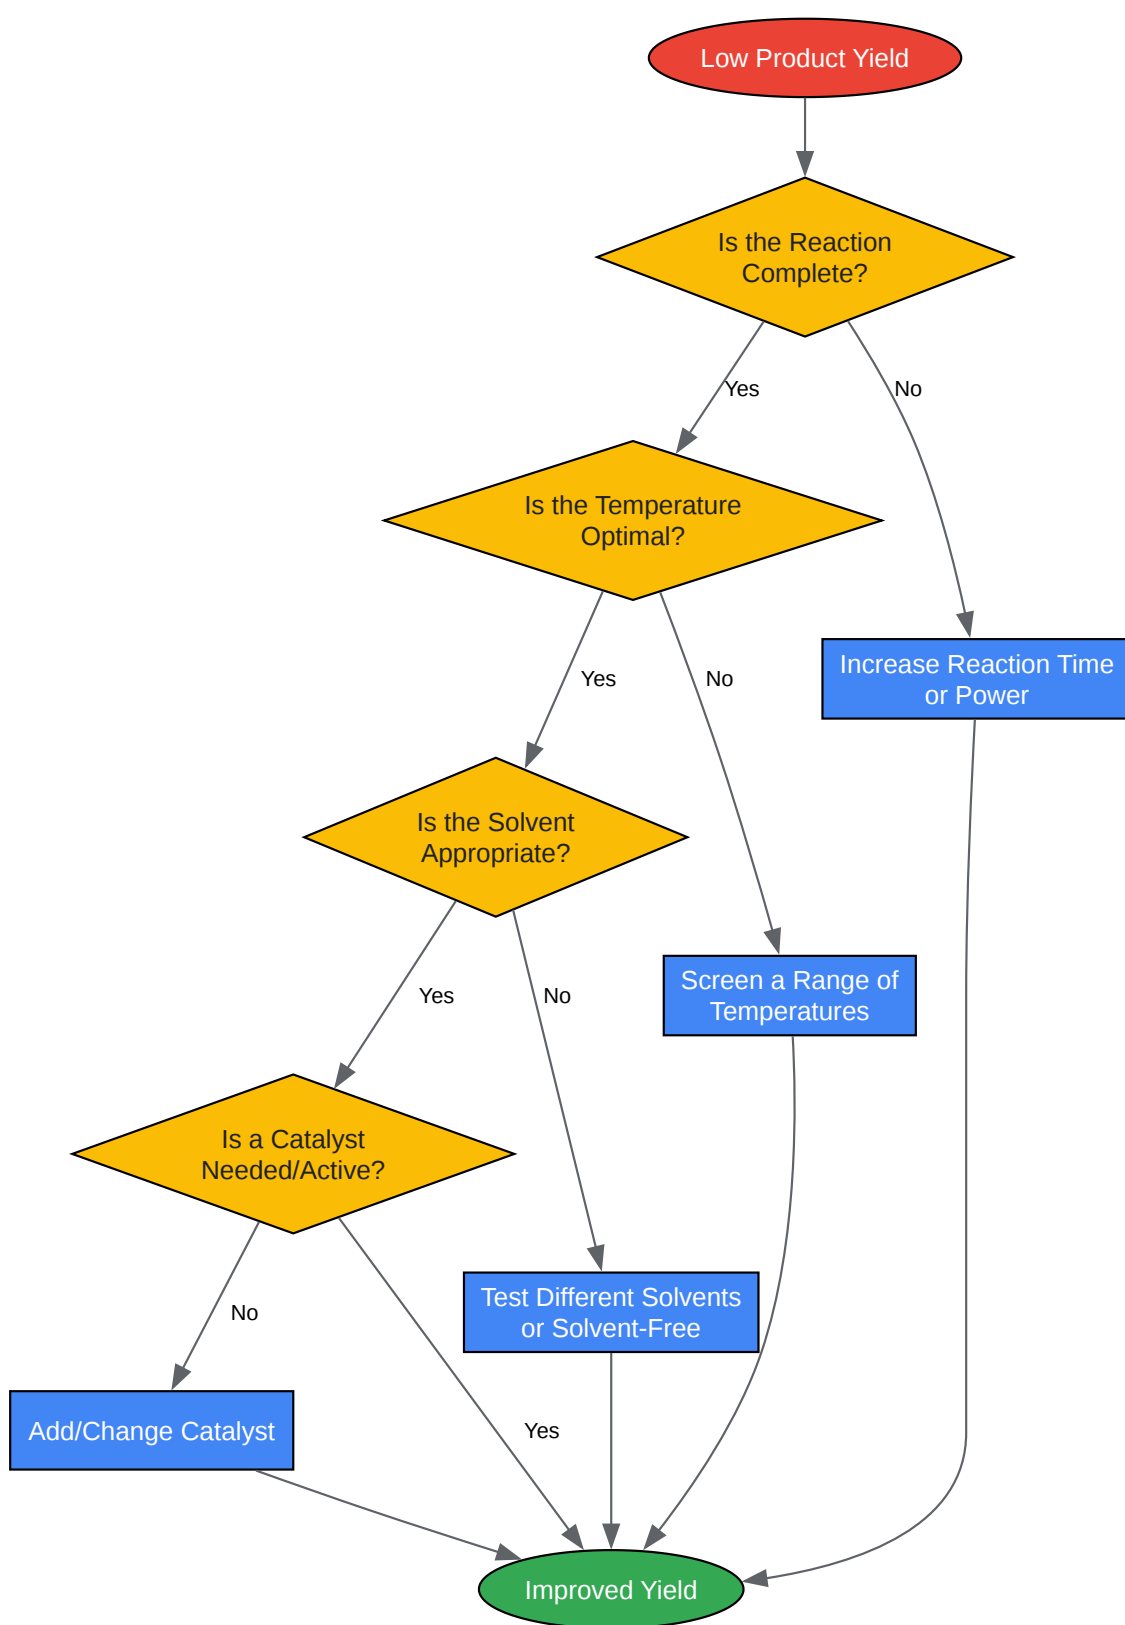 Low Product Yield
Is the Reaction
Complete?
Yes
No
Is the Temperature
Optimal?
Increase Reaction Time
or Power
Yes
No
Is the Solvent
Appropriate?
Screen a Range of
Temperatures
Yes
No
Is a Catalyst
Needed/Active?
Test Different Solvents
or Solvent-Free
No
Add/Change Catalyst
Yes
Improved Yield